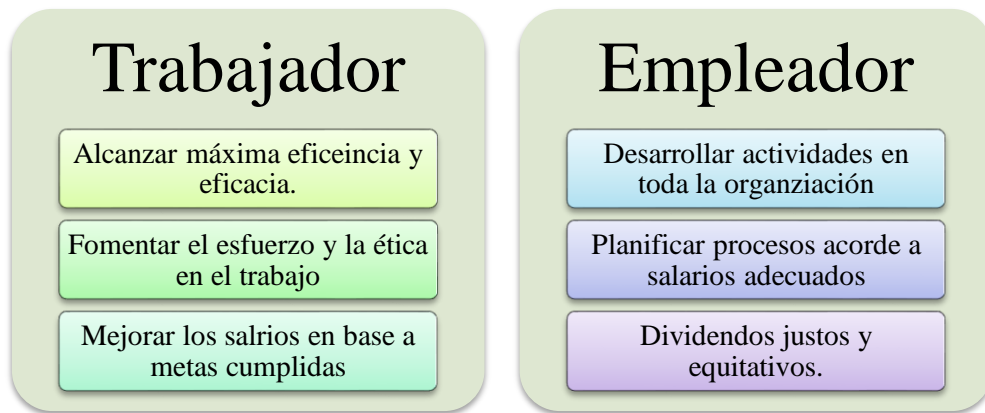 Trabajador
Alcanzar máxima eficeincia y
eficacia.
Fomentar el esfuerzo y la ética
en el trabajo
Mejorar los salrios en base a
metas cumplidas
Empleador
Desarrollar actividades en
toda la organziación
Planificar procesos acorde a
salarios adecuados
Dividendos justos y
equitativos.